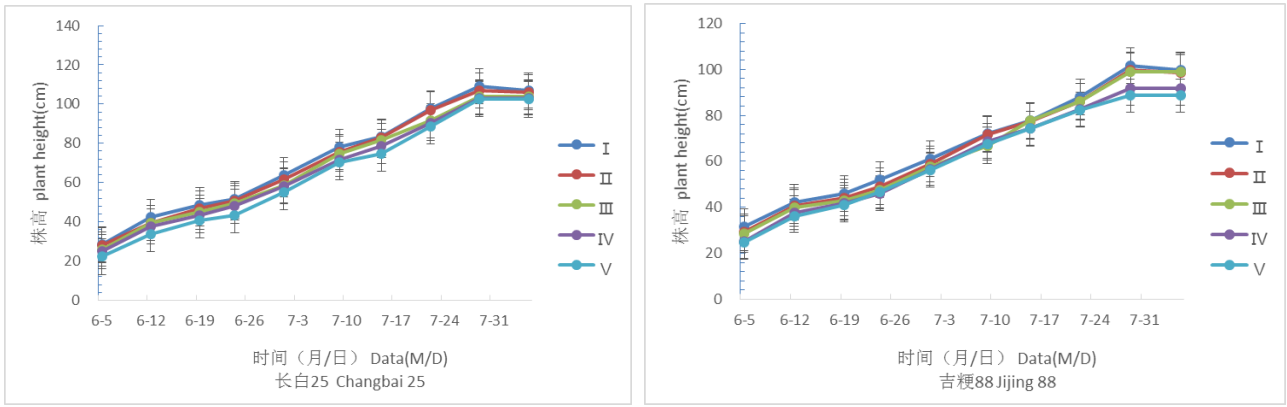 140
120
100
80
60
40
20
0
株高 plant height(cm)
6-5 6-12 6-19 6-26 7-3 7-10 7-17 7-24 7-31
时间（月/日） Data(M/D)
长白25 Changbai 25
I
II
III
IV
V
120
100
80
60
40
20
0
株高 plant height(cm)
6-5 6-12 6-19 6-26 7-3 7-10 7-17 7-24 7-31
时间（月/日） Data(M/D)
吉粳88 Jijing 88
I
II
III
IV
V